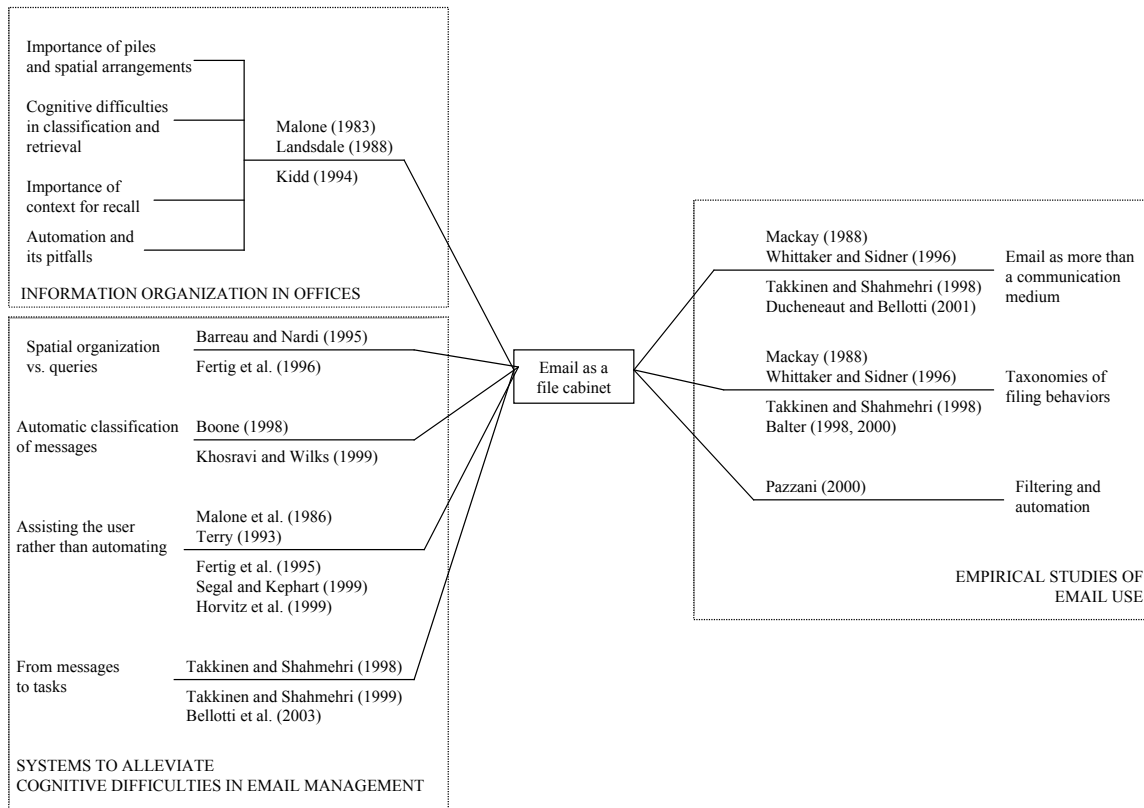 Importance of piles
and spatial arrangements
Cognitive difficulties
in classification and
retrieval
Importance of
context for recall
Automation and
its pitfalls
Malone (1983)
Landsdale (1988)
Kidd (1994)
INFORMATION ORGANIZATION IN OFFICES
Spatial organization
vs. queries
Barreau and Nardi (1995)
Fertig et al. (1996)
Automatic classification
of messages
Boone (1998)
Khosravi and Wilks (1999)
Assisting the user
rather than automating
Malone et al. (1986)
Terry (1993)
Fertig et al. (1995)
Segal and Kephart (1999)
Horvitz et al. (1999)
From messages
to tasks
Takkinen and Shahmehri (1998)
Takkinen and Shahmehri (1999)
Bellotti et al. (2003)
SYSTEMS TO ALLEVIATE
COGNITIVE DIFFICULTIES IN EMAIL MANAGEMENT
Email as a
file cabinet
Mackay (1988)
Whittaker and Sidner (1996)
Takkinen and Shahmehri (1998)
Ducheneaut and Bellotti (2001)
Email as more than
a communication
medium
Mackay (1988)
Whittaker and Sidner (1996)
Takkinen and Shahmehri (1998)
Balter (1998, 2000)
Taxonomies of
filing behaviors
Pazzani (2000)
Filtering and
automation
EMPIRICAL STUDIES OF
EMAIL USE